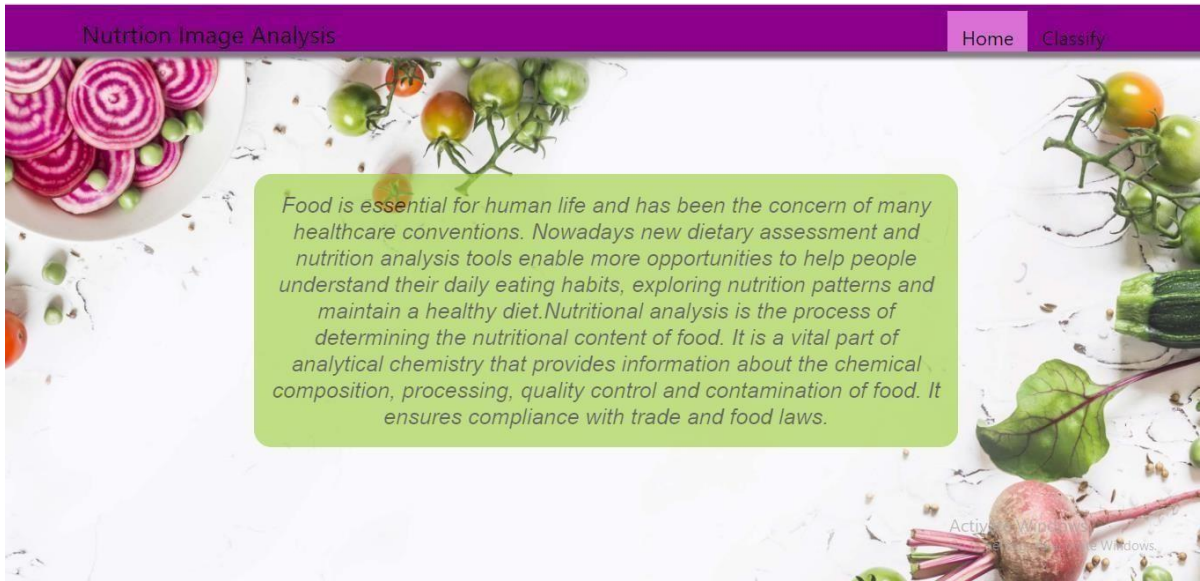 Nutrtion Image Analysis
Home
Classify
Food is essential for human life and has been the concern of many
healthcare conventions. Nowadays new dietary assessment and
nutrition analysis tools enable more opportunities to help people
understand their daily eating habits, exploring nutrition patterns and
maintain a healthy diet.Nutritional analysis is the process of
determining the nutritional content of food. It is a vital part of
analytical chemistry that provides information about the chemical
composition, processing, quality control and contamination of food. It
ensures compliance with trade and food laws.
Activate Windows
Windows.